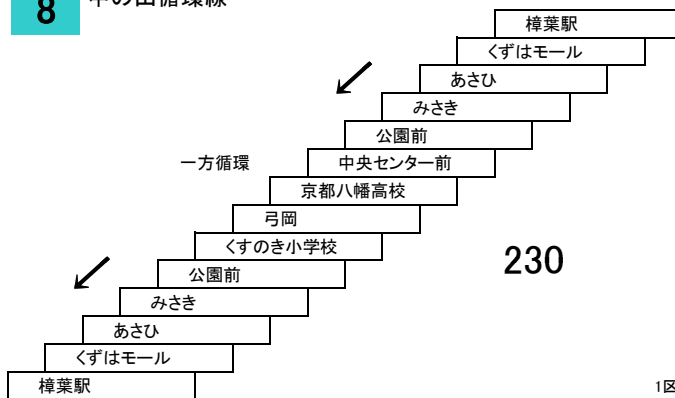 8
樟葉駅
くずはモール
あさひ
みさき
公園前
一方循環
中央センター前
京都八幡高校
弓岡
くすのき小学校
公園前
230
みさき
あさひ
くずはモール
樟葉駅
1区